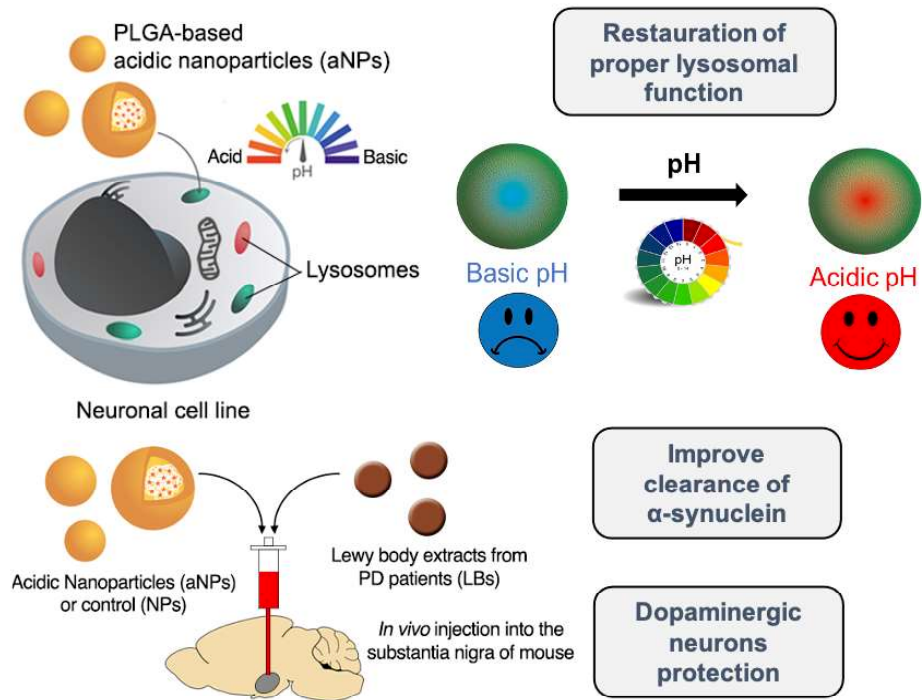 PLGA-based
acidic nanoparticles (aNPs)
Acid
Basic
pH
Lysosomes
Neuronal cell line
Restauration of
proper lysosomal
function
pH
pH
Basic pH
Acidic pH
Acidic Nanoparticles (aNPs)
or control (NPs)
Lewy body extracts from
PD patients (LBs)
In vivo injection into the
substantia nigra of mouse
Improve
clearance of
α-synuclein
Dopaminergic
neurons
protection